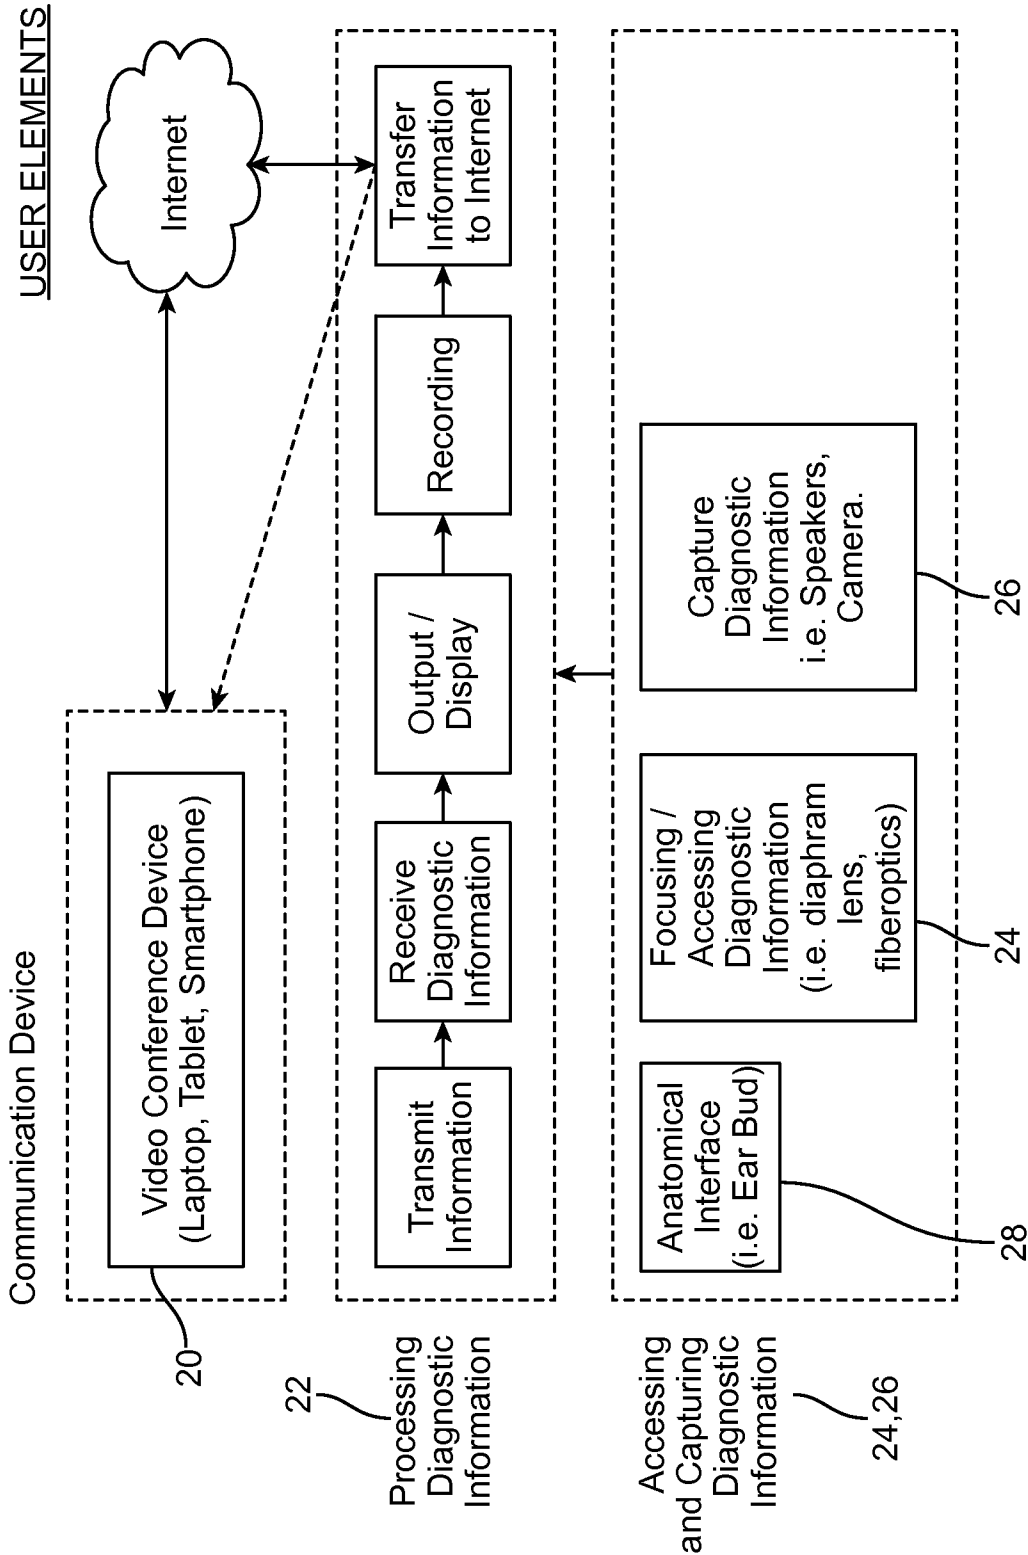 USER ELEMENTS
Communication Device
Video Conference Device
(Laptop, Tablet, Smartphone)
20
Internet
22
Processing
Diagnostic
Information
Transmit
Information
Receive
Diagnostic
Information
Output /
Display
Recording
Transfer
Information
to Internet
Accessing
and Capturing
Diagnostic
Information
24,26
Anatomical
Interface
(i.e. Ear Bud)
28
Focusing /
Accessing
Diagnostic
Information
(i.e. diaphram
lens,
fiberoptics)
24
Capture
Diagnostic
Information
i.e. Speakers,
Camera.
26